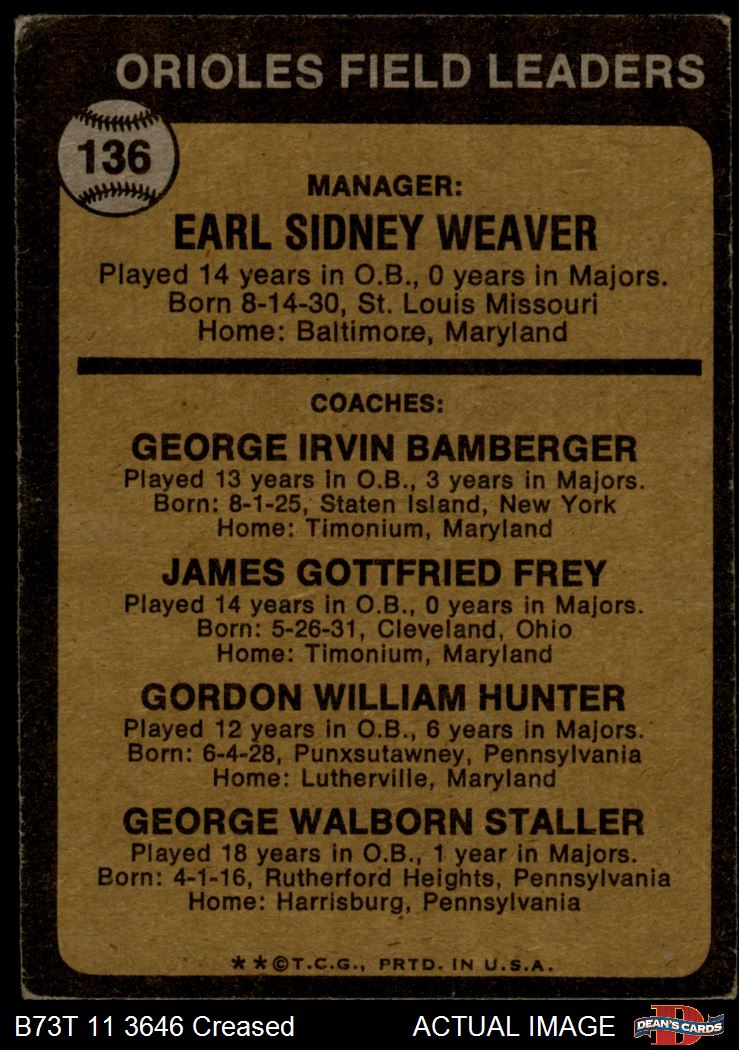 ORIOLES FIELD LEADERS
136
MANAGER:
EARL SIDNEY WEAVER
Played 14 years in O.B., 0 years in Majors.
Born 8-14-30, St. Louis Missouri
Home: Baltimore, Maryland
COACHES:
GEORGE IRVIN BAMBERGER
Played 13 years in O.B., 3 years in Majors.
Born: 8-1-25, Staten Island, New York
Home: Timonium, Maryland
JAMES GOTTFRIED FREY
Played 14 years in O.B., 0 years in Majors.
Born: 5-26-31, Cleveland, Ohio
Home: Timonium, Maryland
GORDON WILLIAM HUNTER
Played 12 years in O.B., 6 years in Majors.
Born: 6-4-28, Punxsutawney, Pennsylvania
Home: Lutherville, Maryland
GEORGE WALBORN STALLER
Played 18 years in O.B., 1 year in Majors.
Born: 4-1-16, Rutherford Heights, Pennsylvania
Home: Harrisburg, Pennsylvania
**©T.C.G., PRTD. IN U.S.A.
B73T 11 3646 Creased ACTUAL IMAGE D DEAN'S CARDS